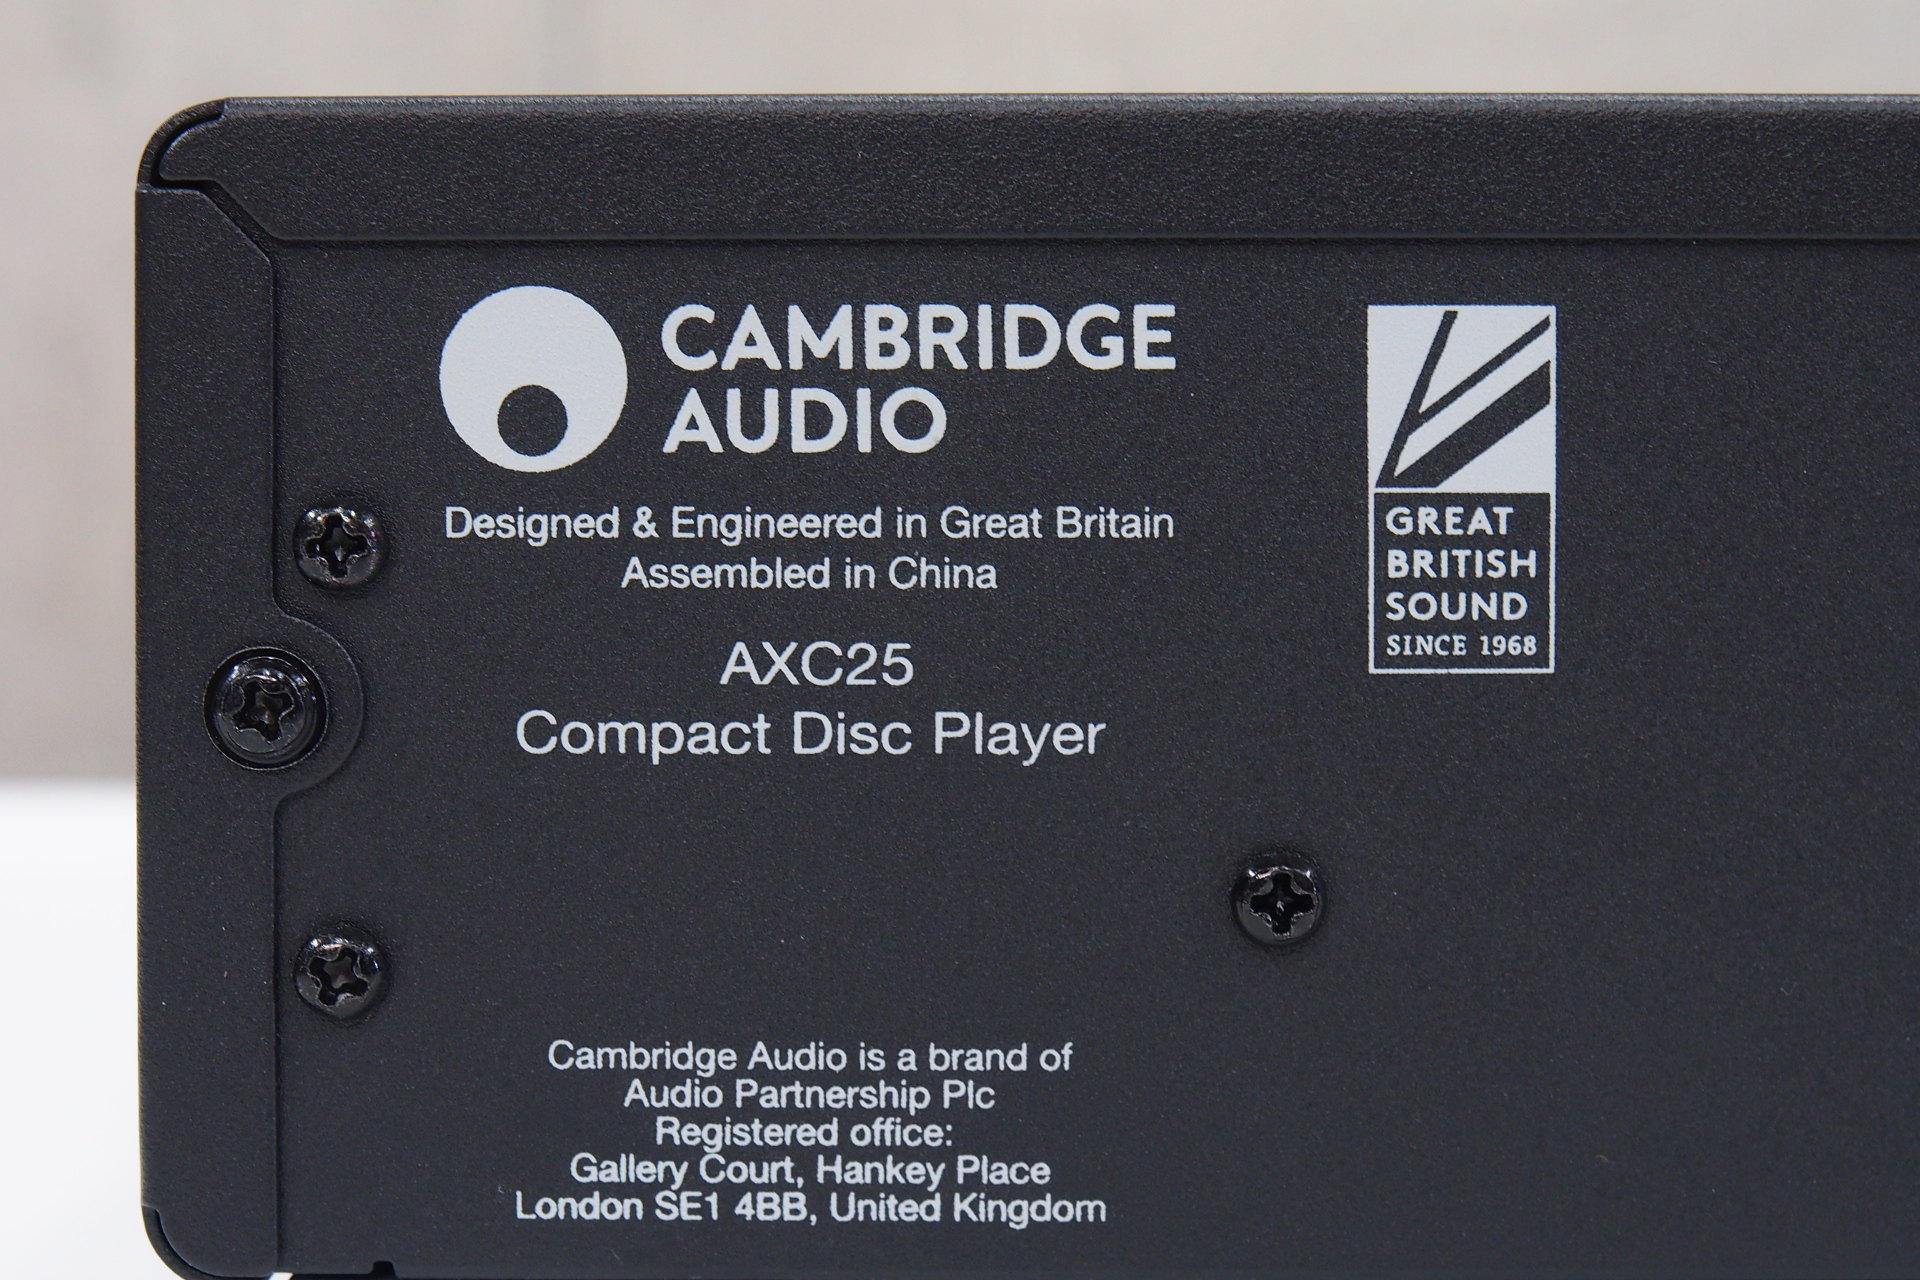 CAMBRIDGE
AUDIO
Designed & Engineered in Great Britain
Assembled in China
AXC25
Compact Disc Player
GREAT
BRITISH
SOUND
SINCE 1968
Cambridge Audio is a brand of
Audio Partnership Plc
Registered office:
Gallery Court, Hankey Place
London SE1 4BB, United Kingdom